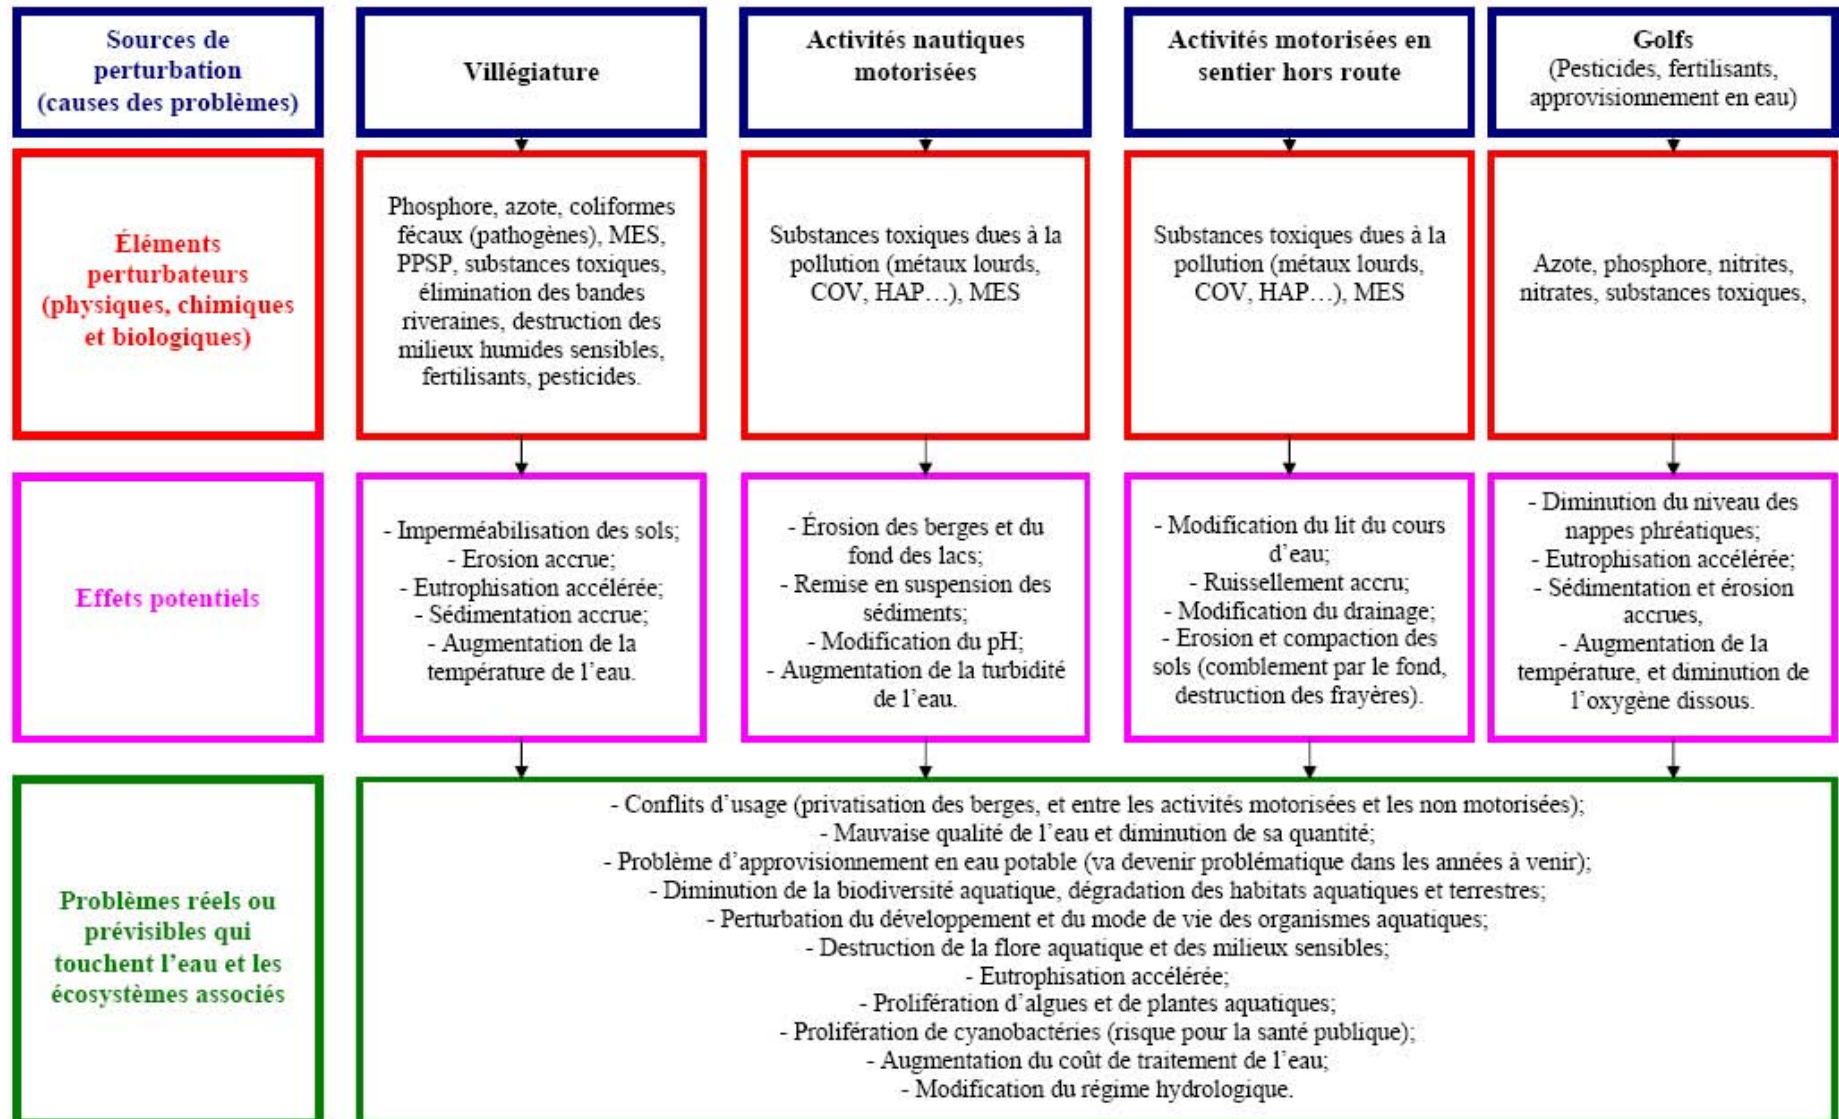 Sources de
perturbation
(causes des problèmes)
Villégiature
Activités nautiques
motorisées
Activités motorisées en
sentier hors route
Golfs
(Pesticides, fertilisants,
approvisionnement en eau)
Éléments
perturbateurs
(physiques, chimiques
et biologiques)
Phosphore, azote, coliformes
fécaux (pathogènes), MES,
PPSP, substances toxiques,
élimination des bandes
riveraines, destruction des
milieux humides sensibles,
fertilisants, pesticides.
Substances toxiques dues à la
pollution (métaux lourds,
COV, HAP…), MES
Substances toxiques dues à la
pollution (métaux lourds,
COV, HAP…), MES
Azote, phosphore, nitrites,
nitrates, substances toxiques,
Effets potentiels
- Imperméabilisation des sols;
- Erosion accrue;
- Eutrophisation accélérée;
- Sédimentation accrue;
- Augmentation de la
température de l'eau.
- Érosion des berges et du
fond des lacs;
- Remise en suspension des
sédiments;
- Modification du pH;
- Augmentation de la turbidité
de l'eau.
- Modification du lit du cours
d'eau;
- Ruissellement accru;
- Modification du drainage;
- Erosion et compaction des
sols (comblement par le fond,
destruction des frayères).
- Diminution du niveau des
nappes phréatiques;
- Eutrophisation accélérée;
- Sédimentation et érosion
accrues,
- Augmentation de la
température, et diminution de
l'oxygène dissous.
Problèmes réels ou
prévisibles qui
touchent l'eau et les
écosystèmes associés
- Conflits d'usage (privatisation des berges, et entre les activités motorisées et les non motorisées);
- Mauvaise qualité de l'eau et diminution de sa quantité;
- Problème d'approvisionnement en eau potable (va devenir problématique dans les années à venir);
- Diminution de la biodiversité aquatique, dégradation des habitats aquatiques et terrestres;
- Perturbation du développement et du mode de vie des organismes aquatiques;
- Destruction de la flore aquatique et des milieux sensibles;
- Eutrophisation accélérée;
- Prolifération d'algues et de plantes aquatiques;
- Prolifération de cyanobactéries (risque pour la santé publique);
- Augmentation du coût de traitement de l'eau;
- Modification du régime hydrologique.